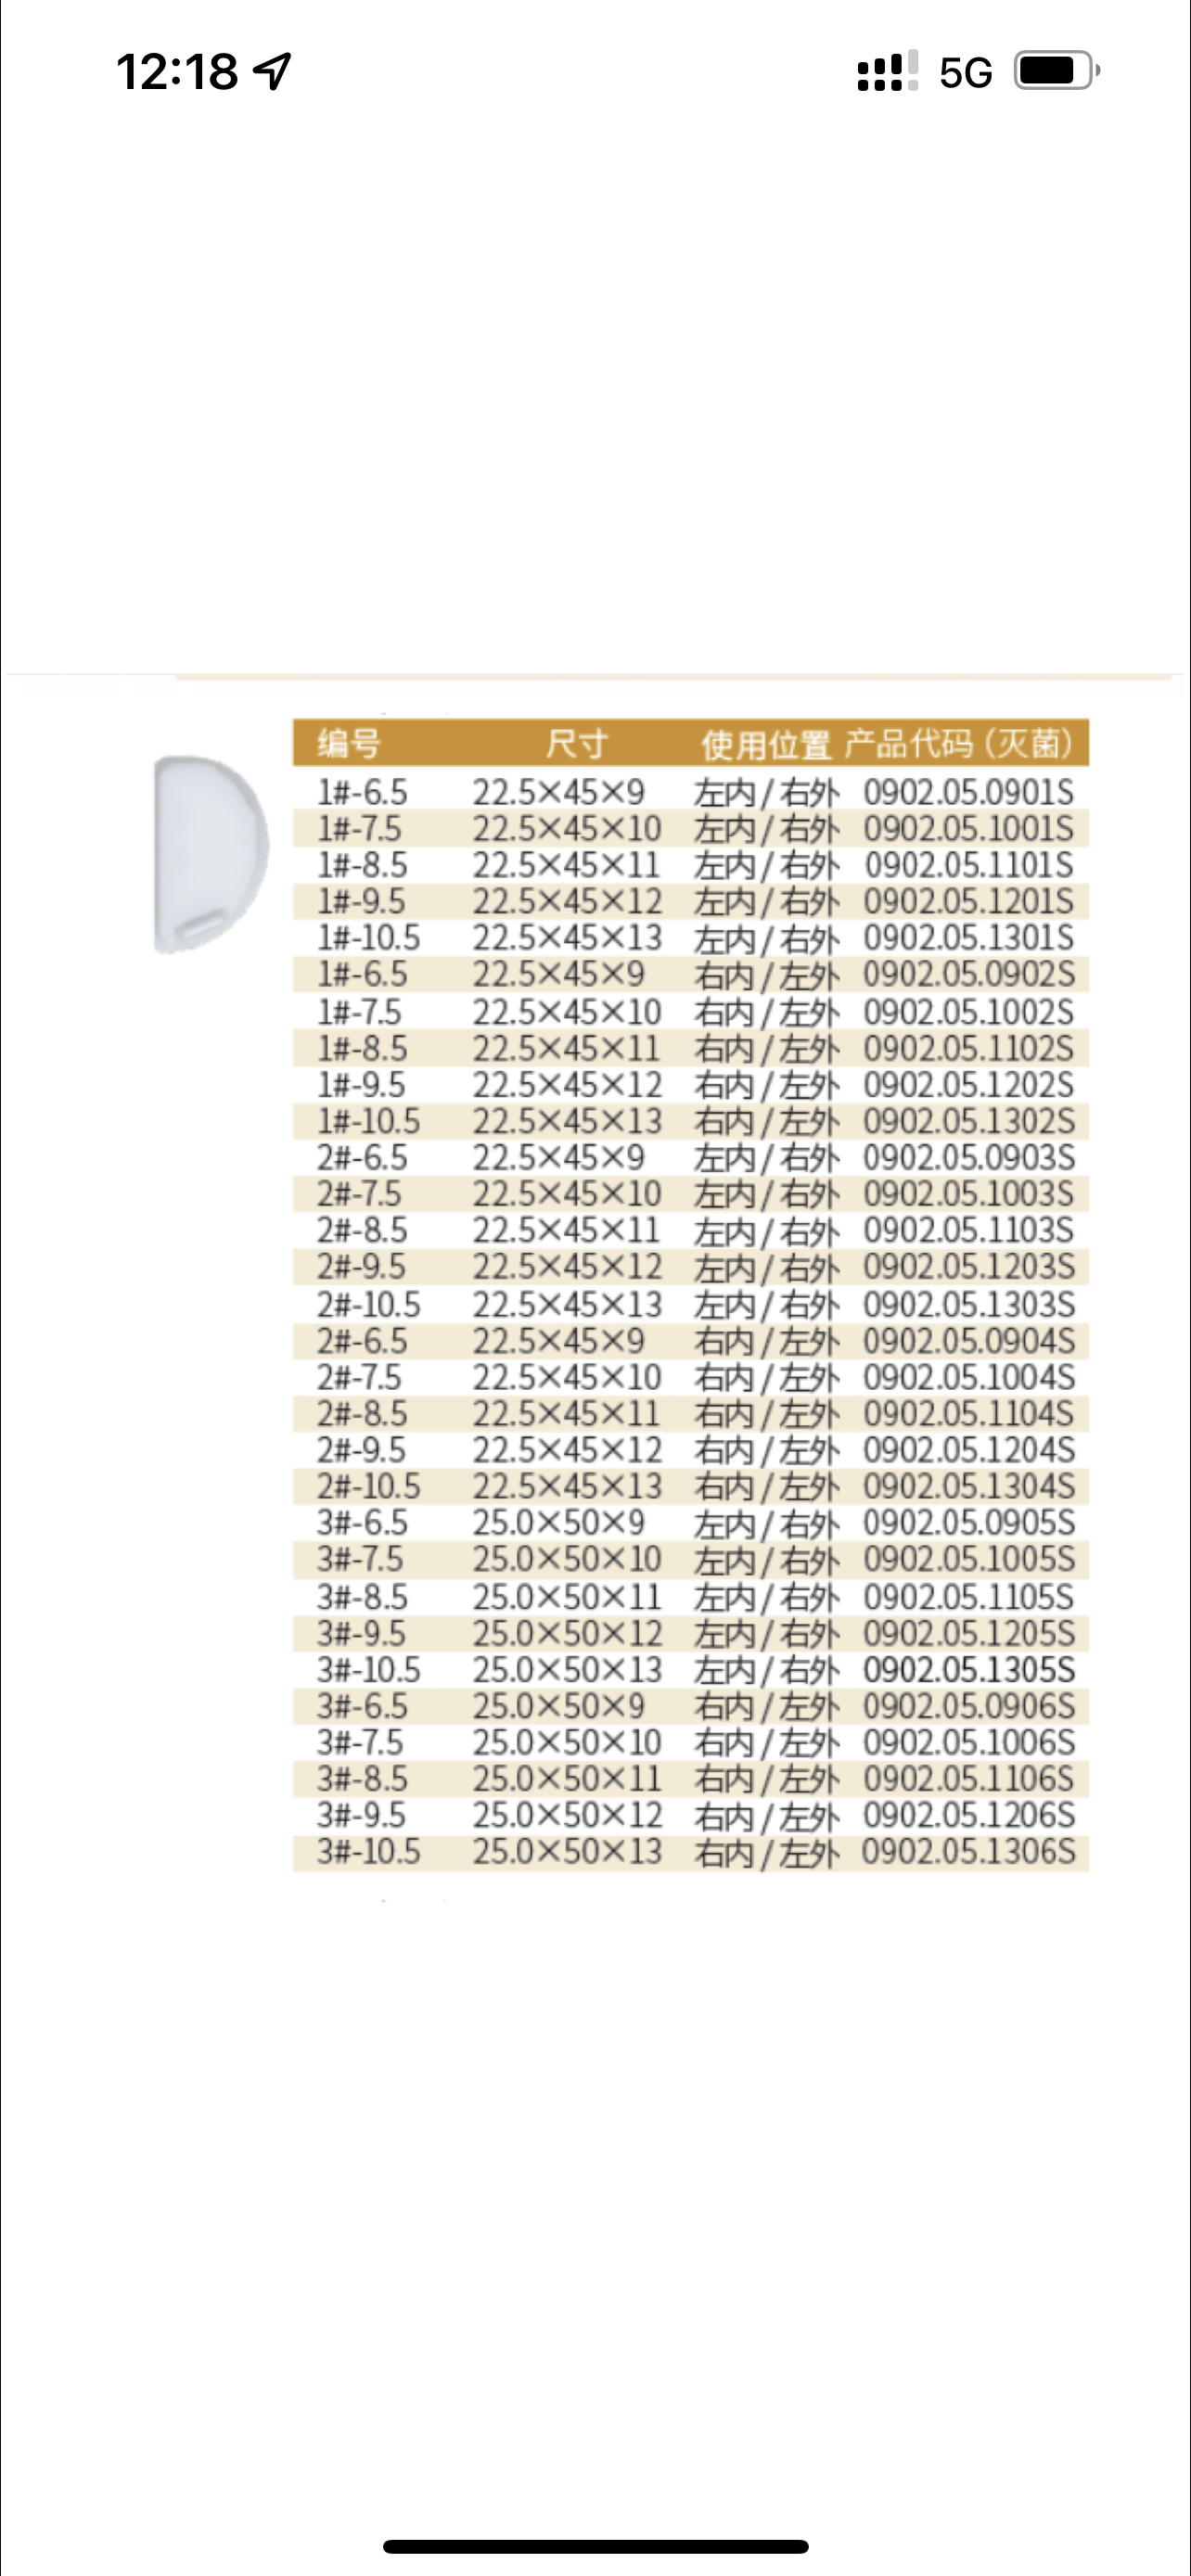 12:18 5G
编号 尺寸 使用位置 产品代码（灭菌）
1#-6.5 22.5×45×9 左内/右外 0902.05.0901S
1#-7.5 22.5×45×10 左内/右外 0902.05.1001S
1#-8.5 22.5×45×11 左内/右外 0902.05.1101S
1#-9.5 22.5×45×12 左内/右外 0902.05.1201S
1#-10.5 22.5×45×13 左内/右外 0902.05.1301S
1#-6.5 22.5×45×9 右内/左外 0902.05.0902S
1#-7.5 22.5×45×10 右内/左外 0902.05.1002S
1#-8.5 22.5×45×11 右内/左外 0902.05.1102S
1#-9.5 22.5×45×12 右内/左外 0902.05.1202S
1#-10.5 22.5×45×13 右内/左外 0902.05.1302S
2#-6.5 22.5×45×9 左内/右外 0902.05.0903S
2#-7.5 22.5×45×10 左内/右外 0902.05.1003S
2#-8.5 22.5×45×11 左内/右外 0902.05.1103S
2#-9.5 22.5×45×12 左内/右外 0902.05.1203S
2#-10.5 22.5×45×13 左内/右外 0902.05.1303S
2#-6.5 22.5×45×9 右内/左外 0902.05.0904S
2#-7.5 22.5×45×10 右内/左外 0902.05.1004S
2#-8.5 22.5×45×11 右内/左外 0902.05.1104S
2#-9.5 22.5×45×12 右内/左外 0902.05.1204S
2#-10.5 22.5×45×13 右内/左外 0902.05.1304S
3#-6.5 25.0×50×9 左内/右外 0902.05.0905S
3#-7.5 25.0×50×10 左内/右外 0902.05.1005S
3#-8.5 25.0×50×11 左内/右外 0902.05.1105S
3#-9.5 25.0×50×12 左内/右外 0902.05.1205S
3#-10.5 25.0×50×13 左内/右外 0902.05.1305S
3#-6.5 25.0×50×9 右内/左外 0902.05.0906S
3#-7.5 25.0×50×10 右内/左外 0902.05.1006S
3#-8.5 25.0×50×11 右内/左外 0902.05.1106S
3#-9.5 25.0×50×12 右内/左外 0902.05.1206S
3#-10.5 25.0×50×13 右内/左外 0902.05.1306S